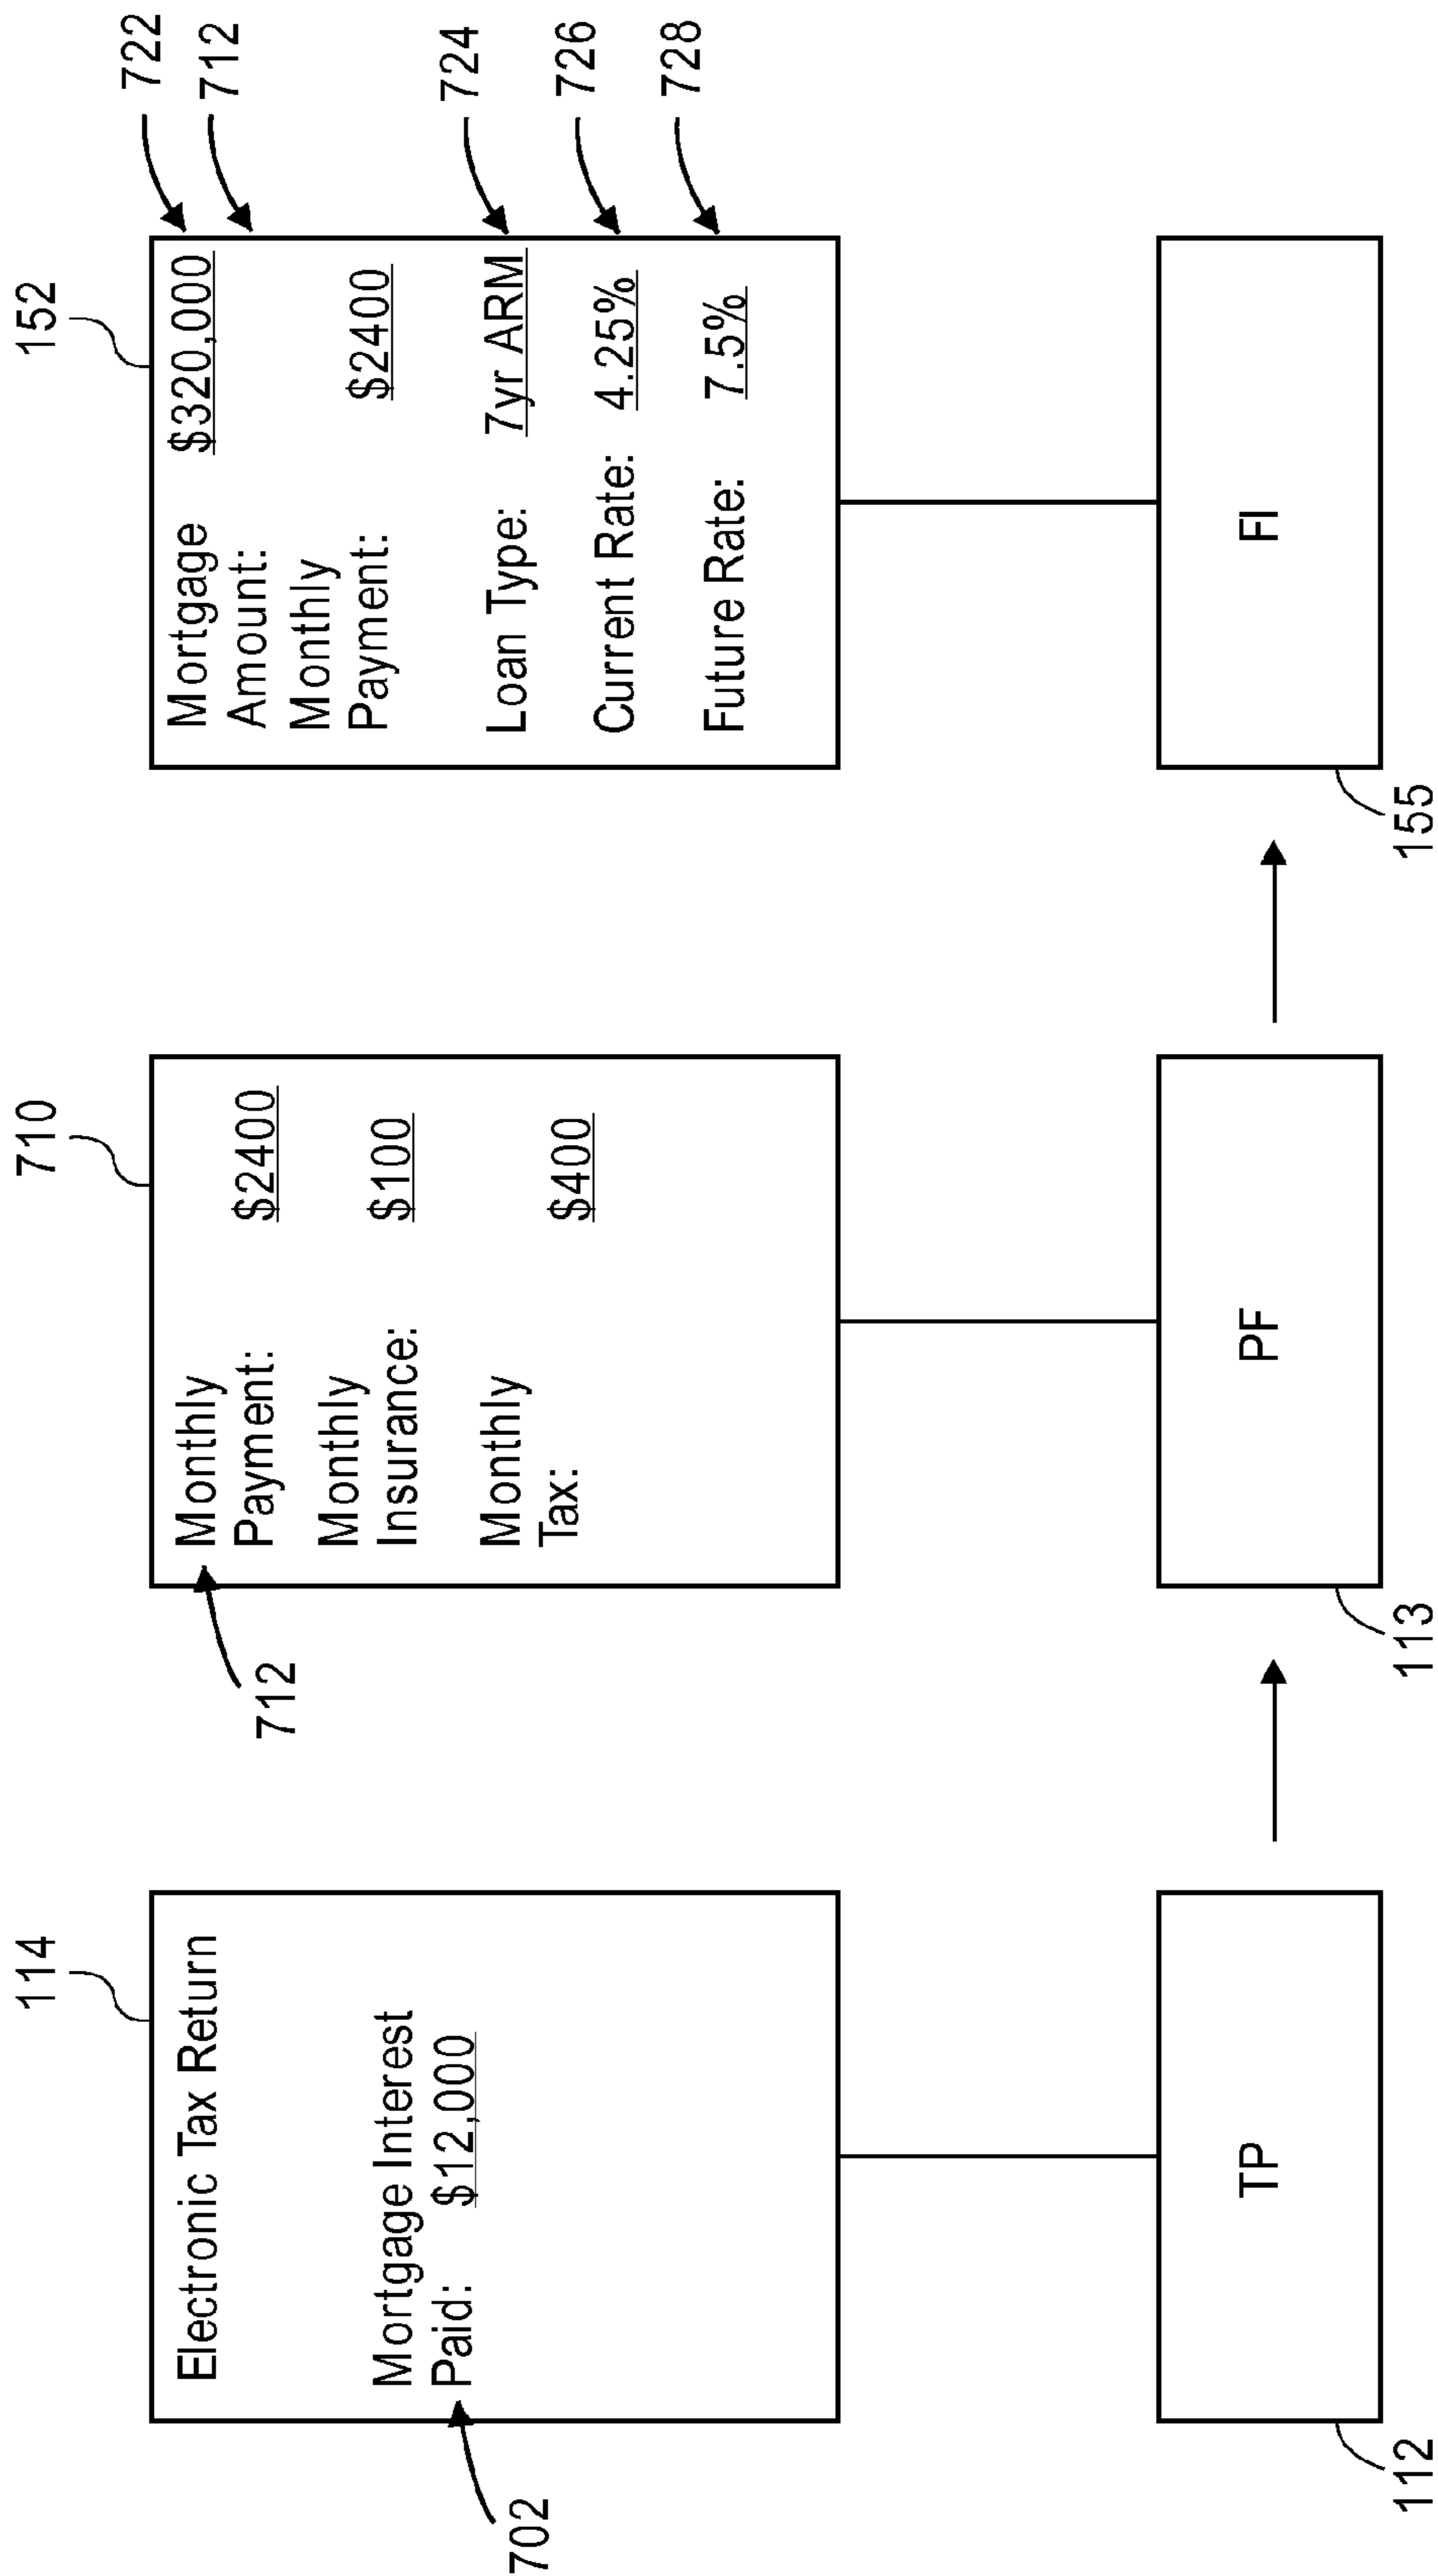 114
Electronic Tax Return
Mortgage Interest
Paid: $12,000
702
TP
112
710
Monthly
Payment: $2400
Monthly
Insurance: $100
Monthly
Tax: $400
712
PF
113
152
Mortgage $320,000
Amount:
Monthly
Payment: $2400
Loan Type: 7yr ARM
Current Rate: 4.25%
Future Rate: 7.5%
722
712
724
726
728
FI
155